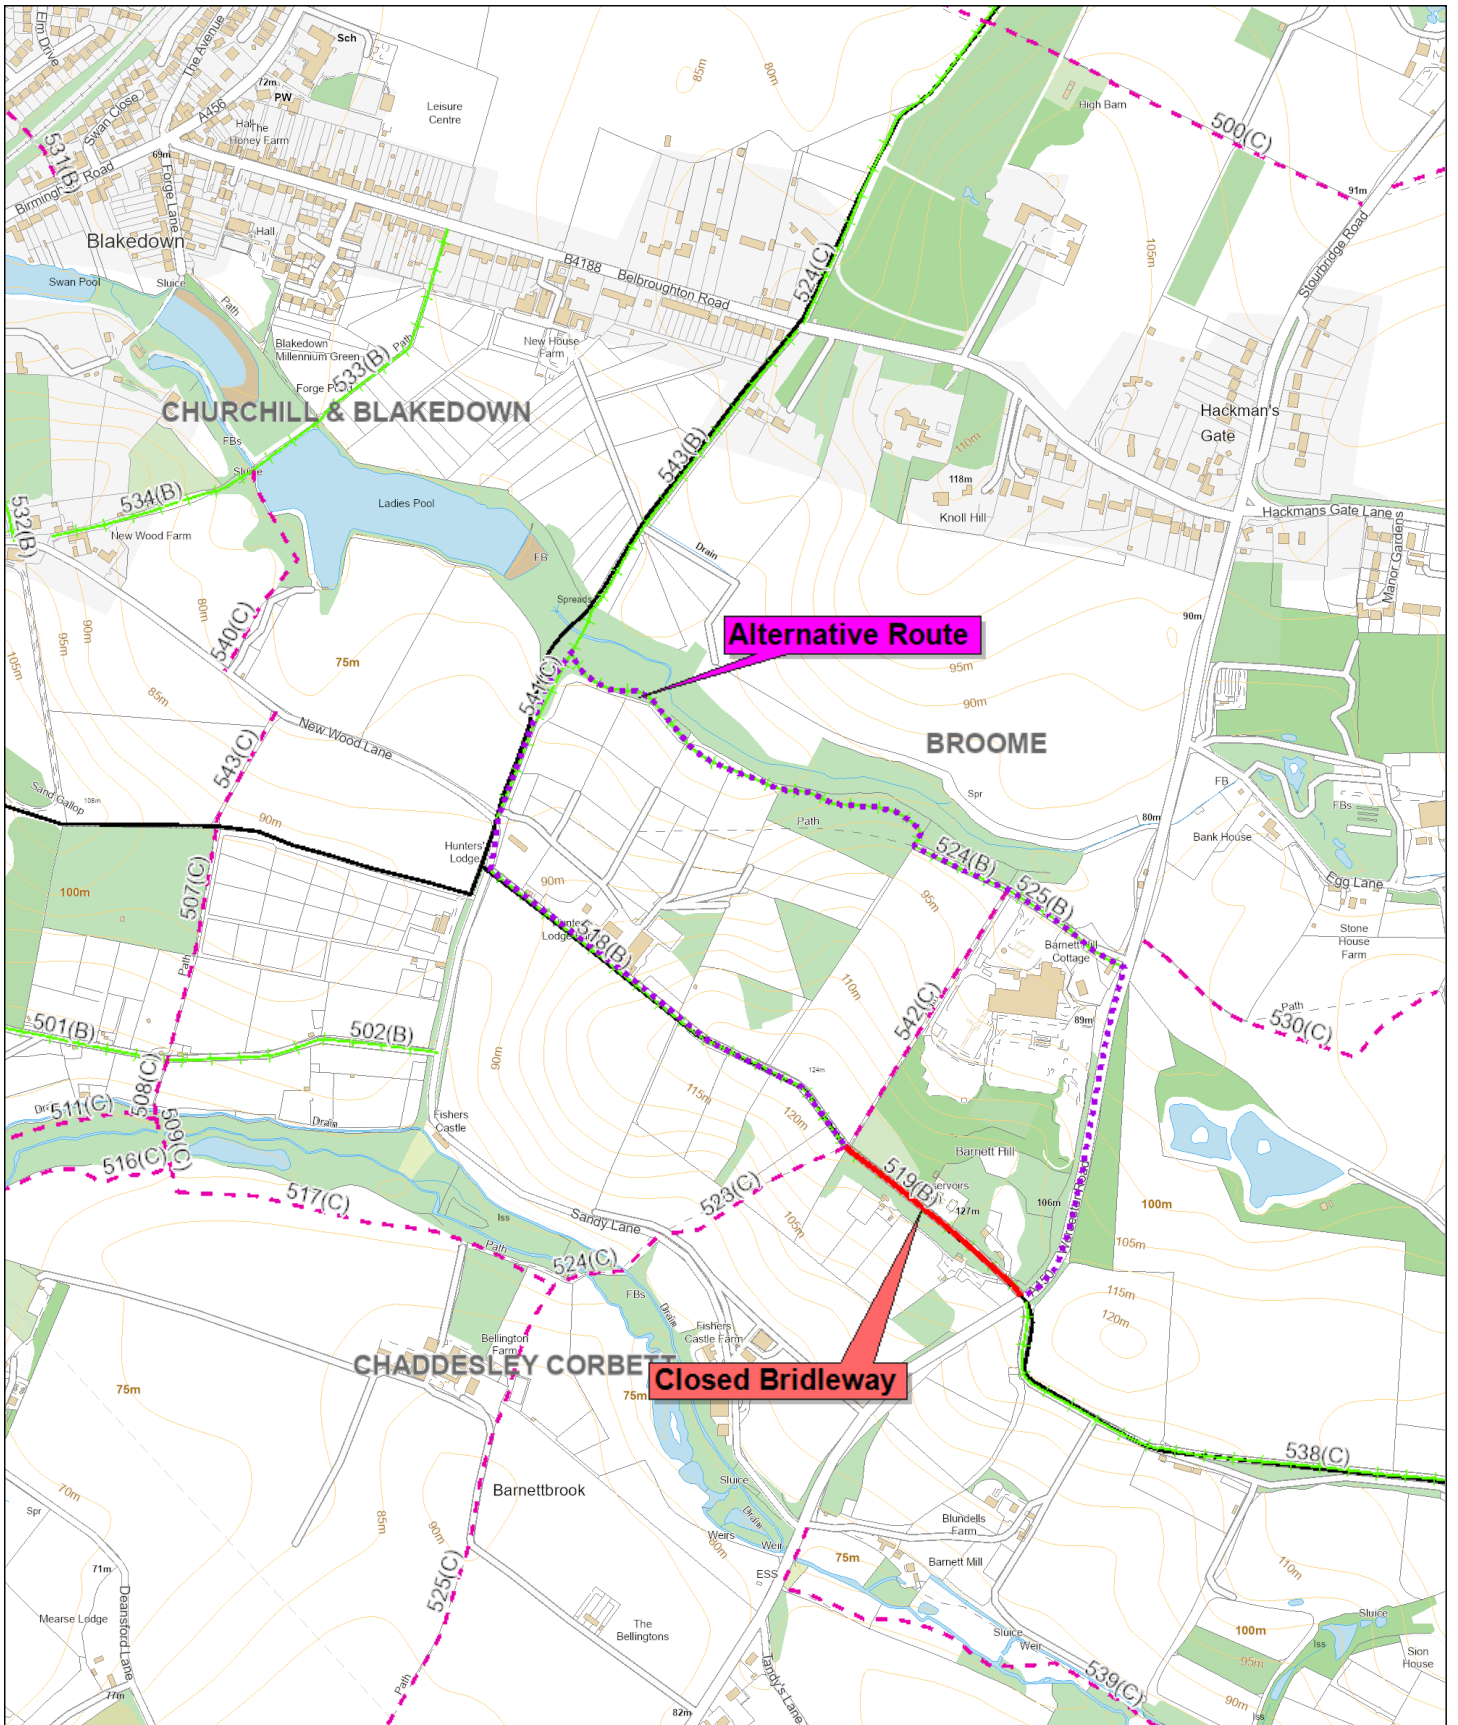 Elm Drive
The Avenue
Sch
72m
PW
Swan Close
A456
Hall
The
Honey Farm
Leisure
Centre
531(B)
69m
Birmingh
Road
Forge Lane
Blakedown
Hall
Swan Pool
Sluice
Path
B4188
Belbroughton Road
524(C)
85m
80m
High Barn
500(C)
91m
105m
Stourbridge Road
Blakedown
Millennium Green
Path
533(B)
New House
Farm
CHURCHILL & BLAKEDOWN
FBs
543(B)
110m
Hackman's
Gate
534(B)
532(B)
New Wood Farm
Ladies Pool
FB
118m
Knoll Hill
Hackmans Gate Lane
Manor Gardens
Drain
80m
90m
95m
105m
540(C)
75m
85m
Spreads
Alternative Route
90m
95m
90m
541(C)
543(C)
New Wood Lane
BROOME
Sand Gallop
108m
90m
Spr
FB
FBs
80m
Bank House
Egg Lane
Path
Hunters'
Lodge
90m
507(C)
100m
524(B)
525(B)
95m
518(B)
Barnett Hill
Cottage
Stone
House
Farm
Path
110m
542(C)
89m
Path
530(C)
501(B)
502(B)
90m
508(C)
511(C)
509(C)
Drain
Fishers
Castle
124m
115m
120m
516(C)
517(C)
Iss
Path
Sandy Lane
523(C)
105m
519(B)
Barnett Hill
127m
106m
100m
105m
524(C)
FBs
Drain
115m
120m
Bellington
Farm
Fishers
Castle Farm
CHADDESLEY CORBETT
Closed Bridleway
75m
75m
538(C)
70m
Spr
85m
90m
Barnettbrook
Sluice
Drain
Weirs
Weir
80m
Blundells
Farm
75m
Barnett Mill
110m
71m
Mearse Lodge
Deansford Lane
525(C)
ESS
The
Bellingtons
Sluice
Weir
100m
95m
Sluice
Iss
Sion
House
77m
Path
82m
Tandy's Lane
539(C)
90m
Iss